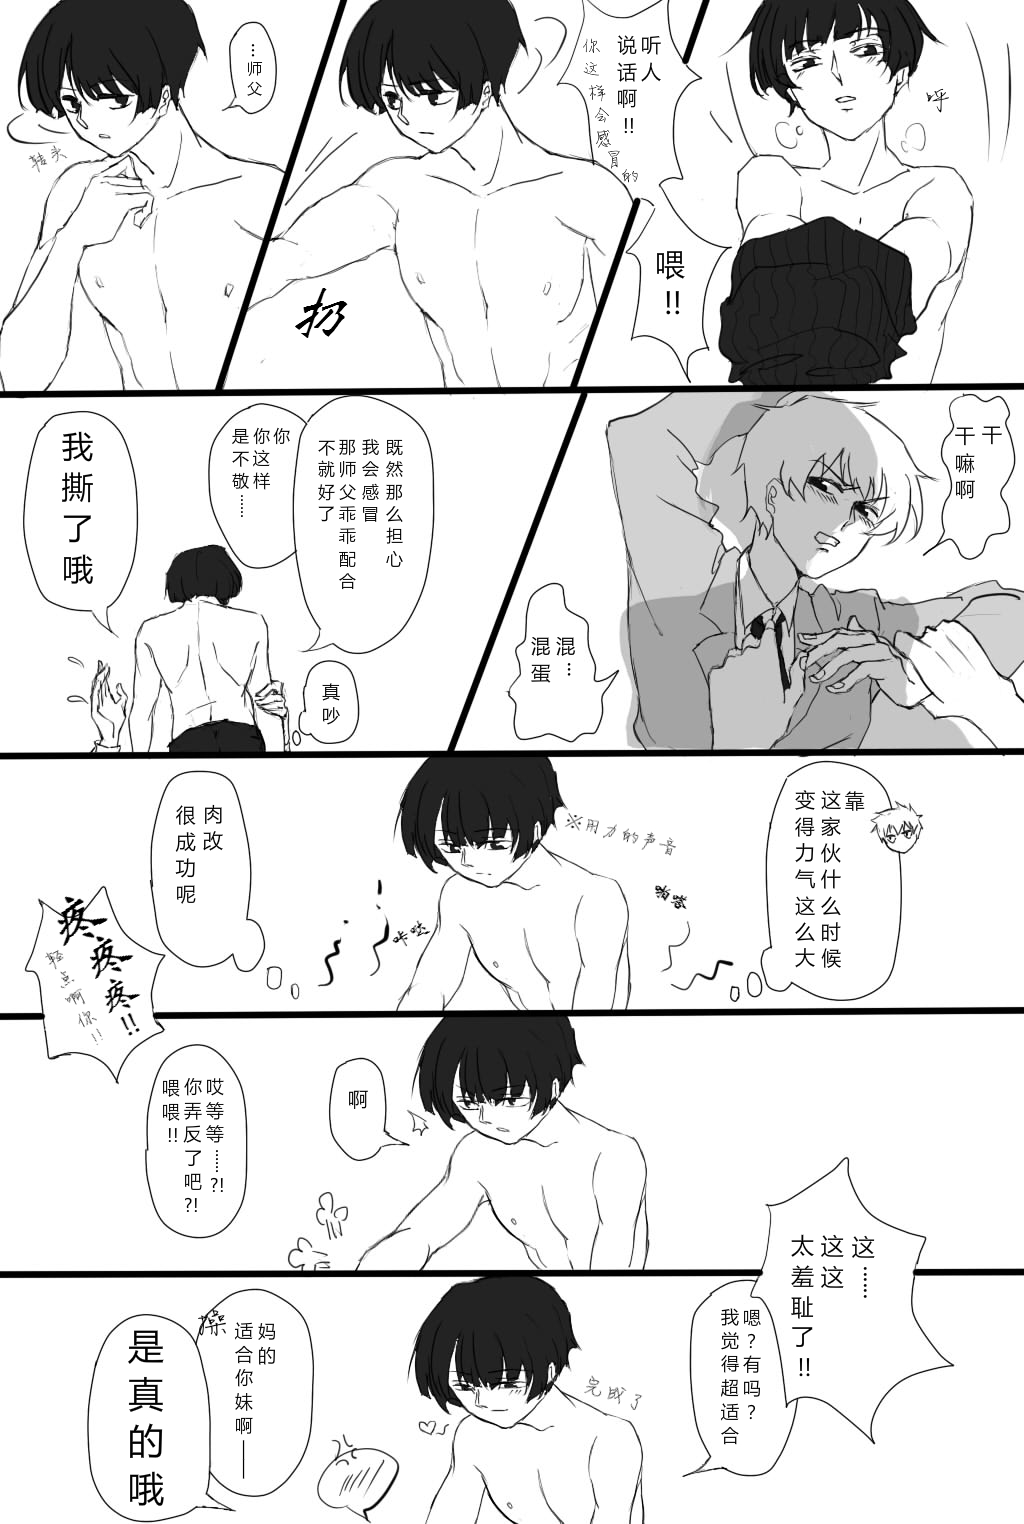 呼
听人
说话啊!!
你这样会感冒的
喂!!
扔
…师父
转头
干
干嘛啊
混…
混蛋
既然那么担心
我会感冒
那师父乖乖配合
不就好了
你
你这样
是不敬……
真吵
我撕了哦
靠
这家伙什么时候
变得力气这么大
※用力的声音
啪嗒
咔哒
肉改
很成功呢
疼疼疼!!
轻点啊你!!
啊
哎等等……?!
你弄反了吧?!
喂喂!!
这……
这这
太羞耻了!!
嗯?有吗?
我觉得超适合
完成了
妈的
适合你妹啊——
操
是真的哦